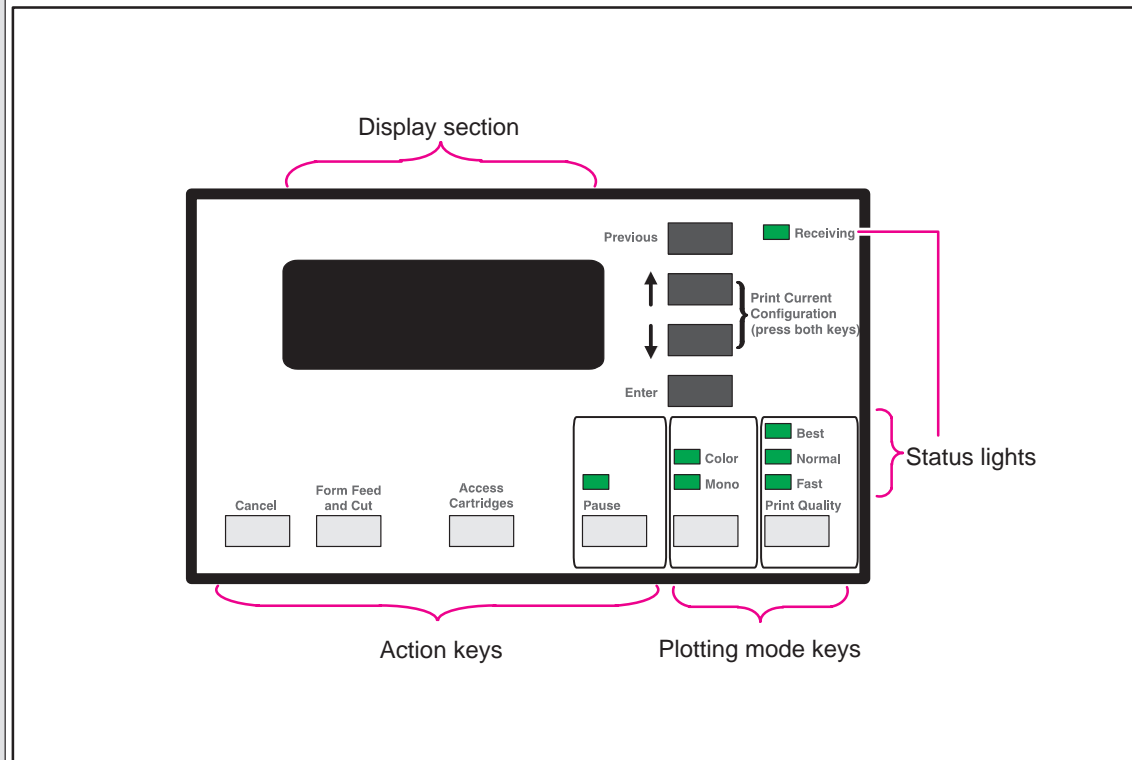 Display section
Previous
Receiving
Print Current
Configuration
(press both keys)
Enter
Best
Color
Normal
Status lights
Mono
Fast
Cancel
Form Feed
and Cut
Access
Cartridges
Pause
Print Quality
Action keys
Plotting mode keys